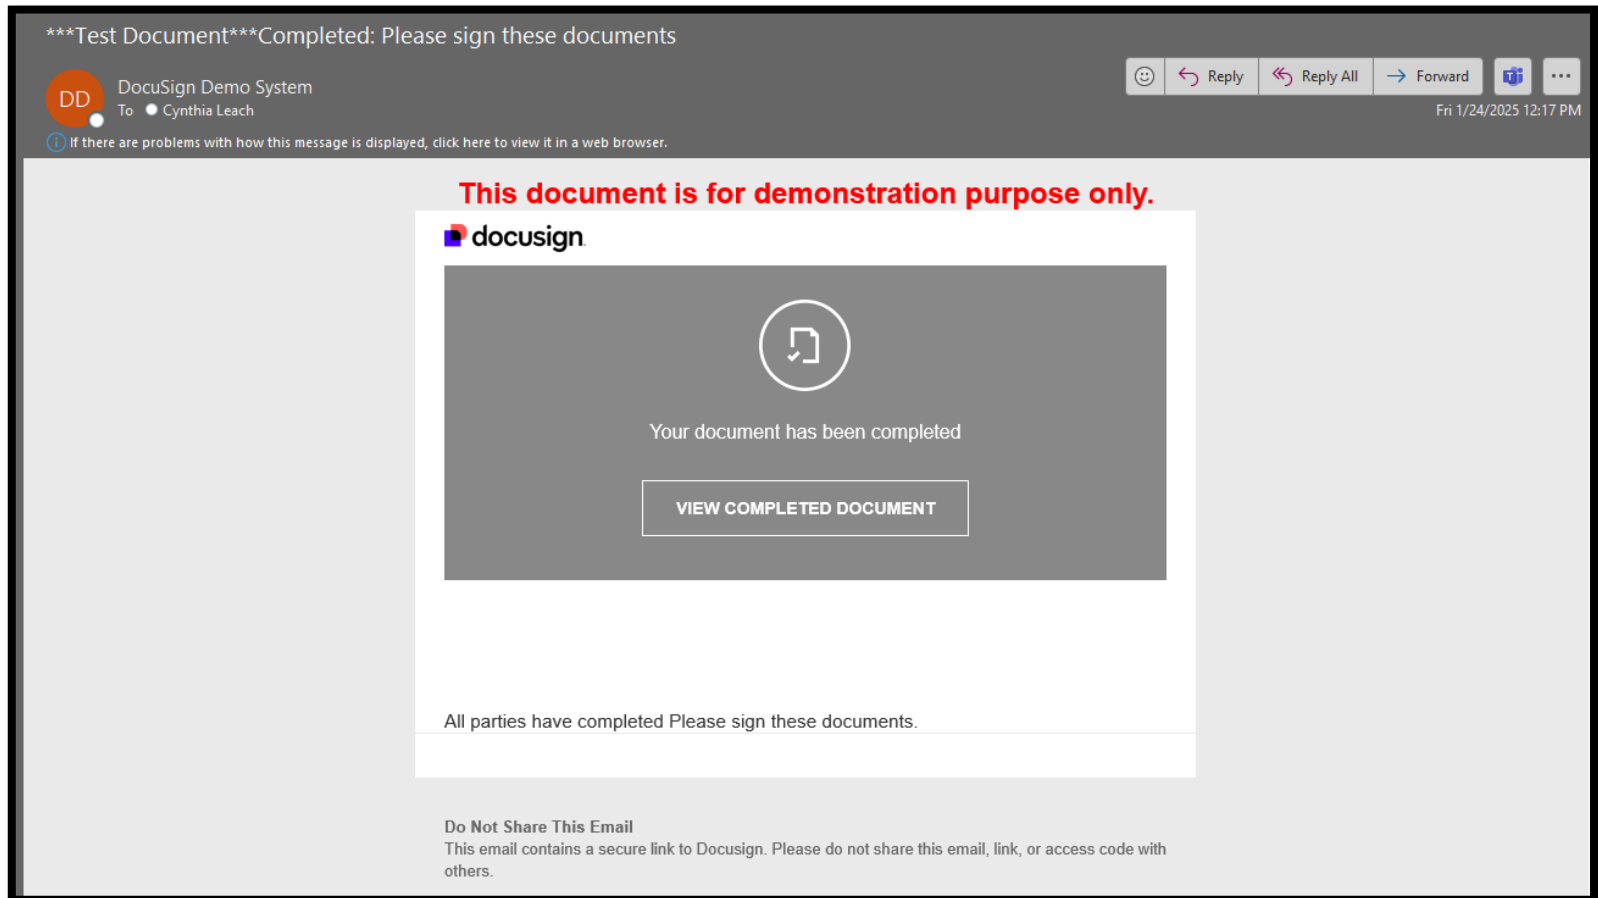 ***Test Document***Completed: Please sign these documents
DD
DocuSign Demo System
To Cynthia Leach
Reply
Reply All
Forward
Fri 1/24/2025 12:17 PM
If there are problems with how this message is displayed, click here to view it in a web browser.
This document is for demonstration purpose only.
docusign
Your document has been completed
VIEW COMPLETED DOCUMENT
All parties have completed Please sign these documents.
Do Not Share This Email
This email contains a secure link to Docusign. Please do not share this email, link, or access code with
others.